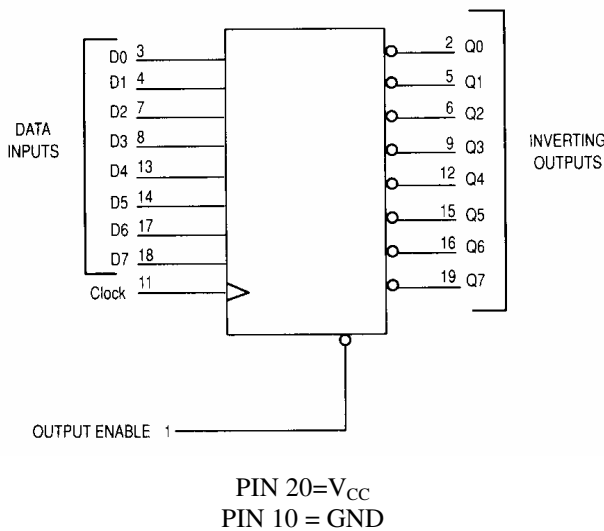 DATA
INPUTS
D0 3
D1 4
D2 7
D3 8
D4 13
D5 14
D6 17
D7 18
Clock 11
2 Q0
5 Q1
6 Q2
9 Q3
12 Q4
15 Q5
16 Q6
19 Q7
INVERTING
OUTPUTS
OUTPUT ENABLE 1
PIN 20=VCC
PIN 10 = GND